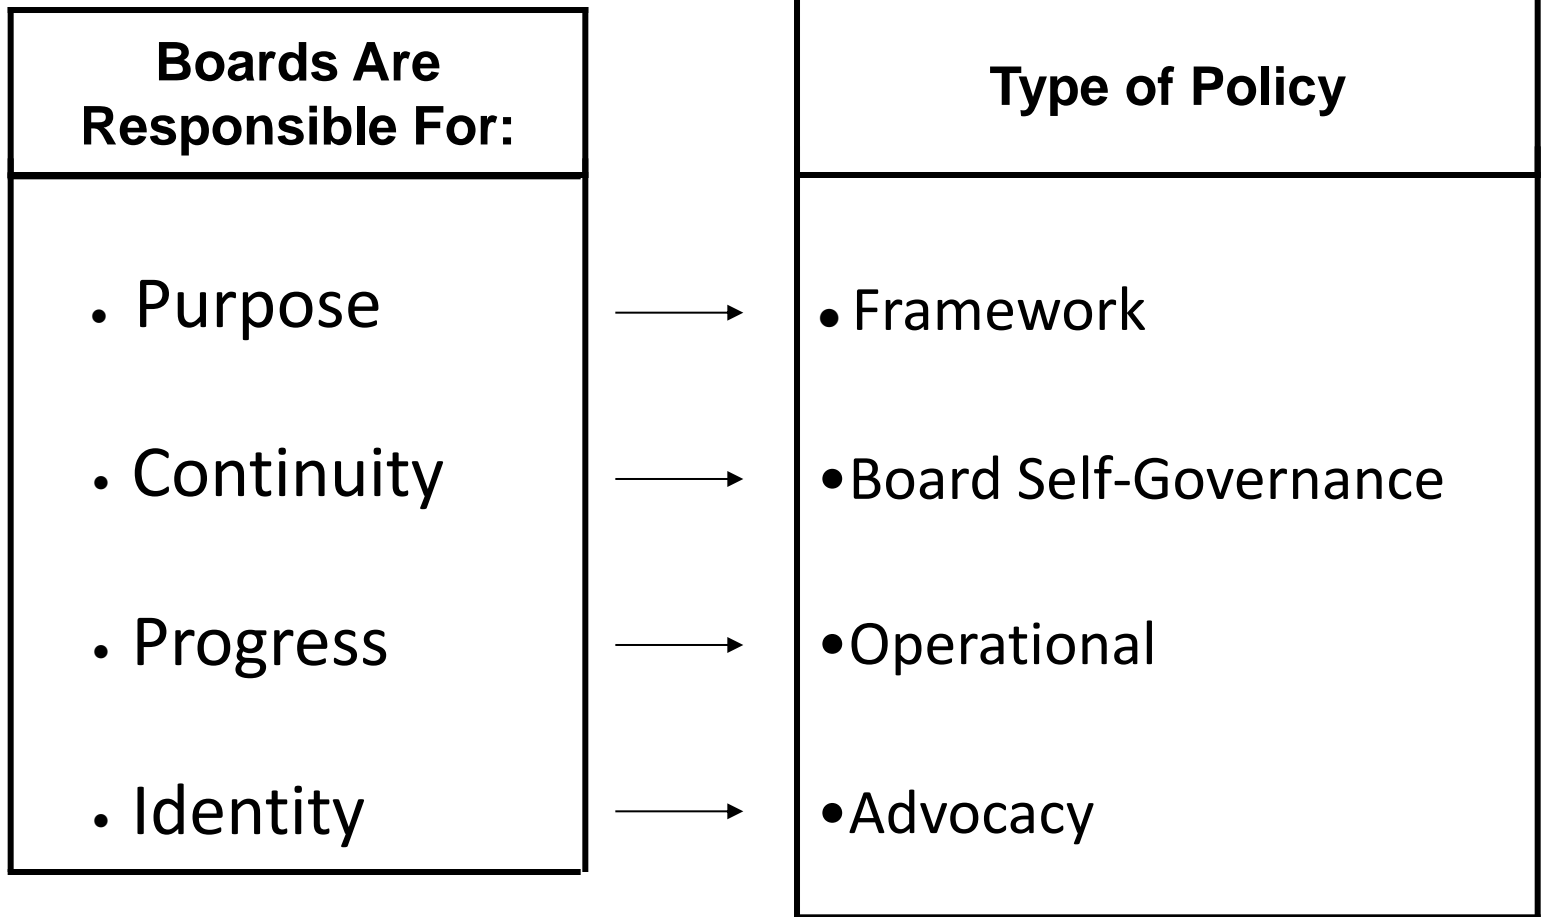 Boards Are
Responsible For:
• Purpose
• Continuity
• Progress
• Identity
Type of Policy
• Framework
•Board Self-Governance
•Operational
•Advocacy